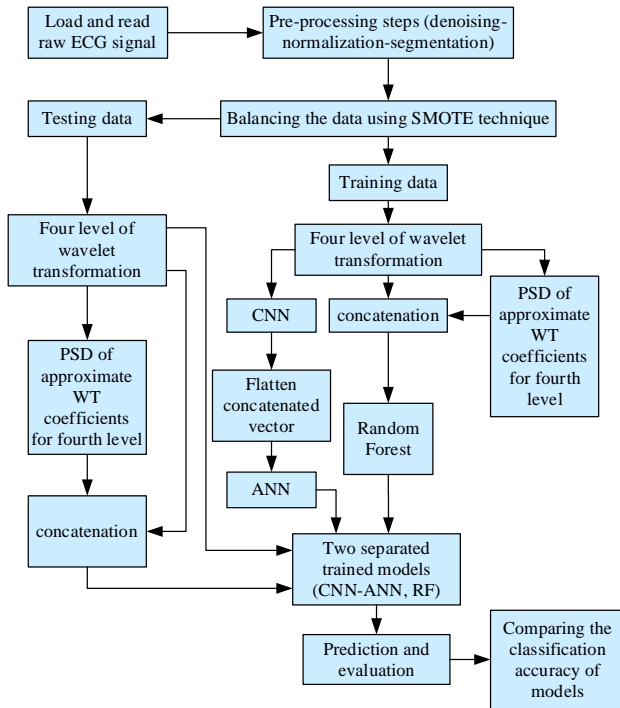 Load and read
raw ECG signal
Pre-processing steps (denoising-
normalization-segmentation)
Testing data
Balancing the data using SMOTE technique
Training data
Four level of
wavelet
transformation
Four level of wavelet
transformation
CNN
concatenation
PSD of
approximate
WT
coefficients
for fourth level
PSD of
approximate
WT
coefficients
for fourth level
Flatten
concatenated
vector
Random
Forest
ANN
concatenation
Two separated
trained models
(CNN-ANN, RF)
Prediction and
evaluation
Comparing the
classification
accuracy of
models